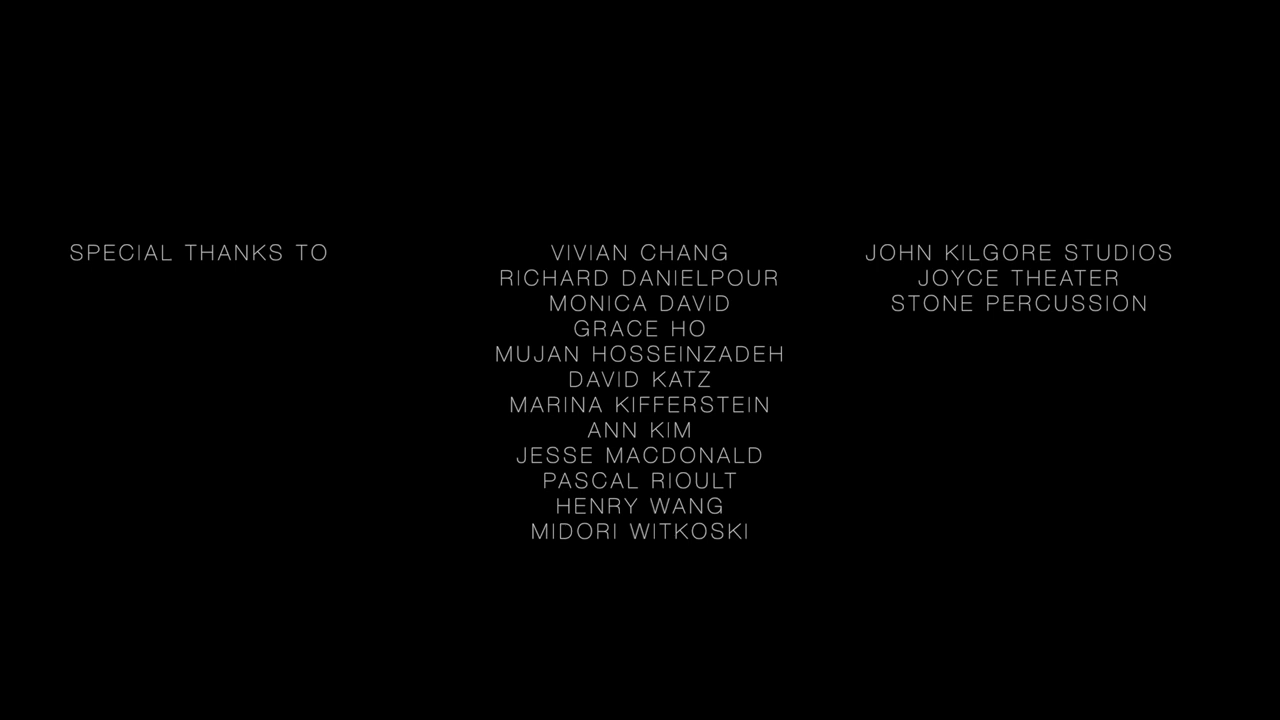 SPECIAL THANKS TO
VIVIAN CHANG
RICHARD DANIELPOUR
MONICA DAVID
GRACE HO
MUJAN HOSSEINZADEH
DAVID KATZ
MARINA KIFFERSTEIN
ANN KIM
JESSE MACDONALD
PASCAL RIOULT
HENRY WANG
MIDORI WITKOSKI
JOHN KILGORE STUDIOS
JOYCE THEATER
STONE PERCUSSION